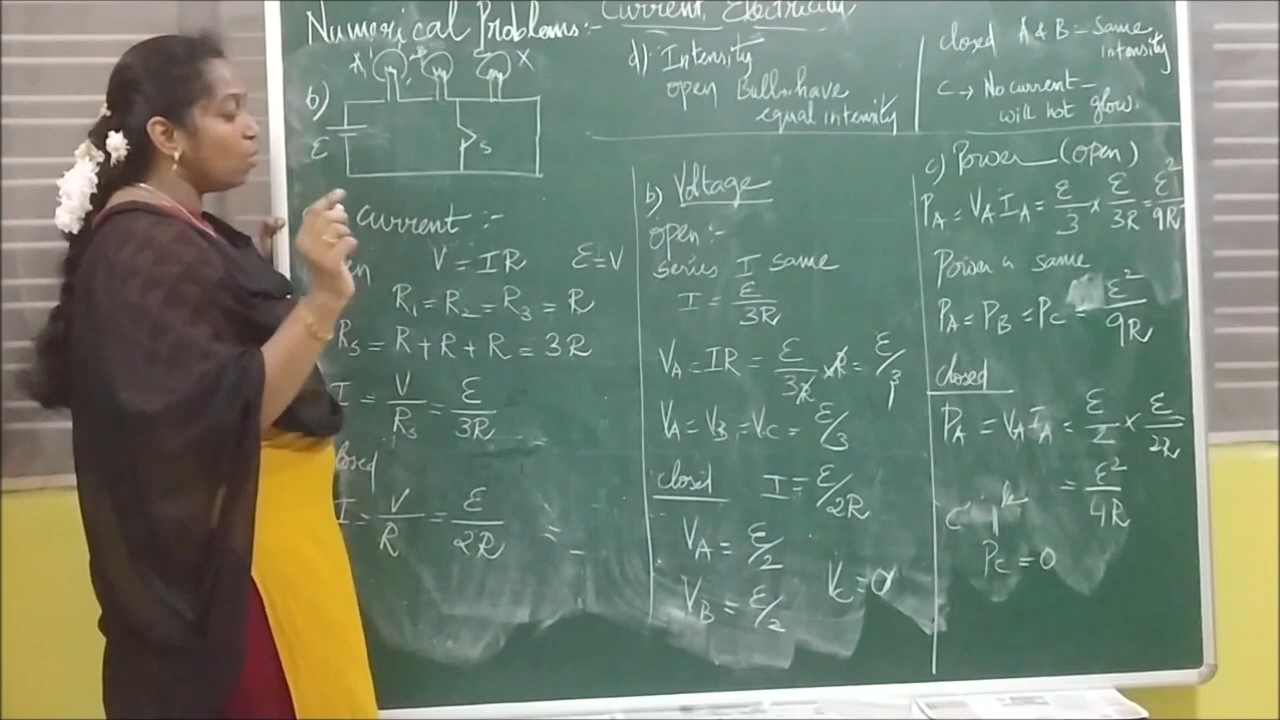 Numerical Problems:-
Current Electricity
b)
A B X
ε
S
Current :-
V = IR ε = V
R₁ = R₂ = R₃ = R
Rs = R + R + R = 3R
I = V/Rs = ε/3R
losed
I = V/R = ε/2R
d) Intensity
open Bulbs have
equal intensity
closed A & B = Same
intensity
C → No current –
will not glow.
b) Voltage
open :-
series I same
I = ε/3R
V_A = IR = ε/3R × R = ε/3
V_A = V_B = V_C = ε/3
closed I = ε/2R
V_A = ε/2
V_B = ε/2 V_C = 0
c) Power (open)
P_A = V_A I_A = ε/3 × ε/3R = ε²/9R
Power is same
P_A = P_B = P_C = ε²/9R
closed
P_A = V_A I_A = ε/2 × ε/2R
= ε²/4R
P_C = 0